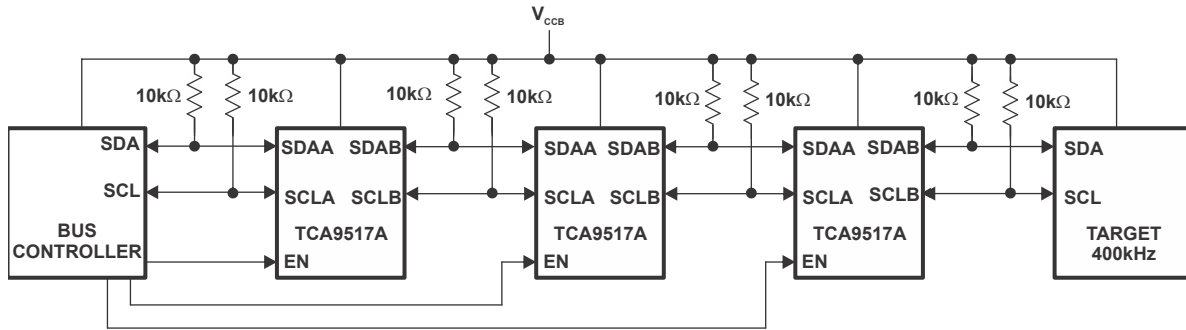 V_CCB
10kΩ 10kΩ 10kΩ 10kΩ 10kΩ 10kΩ 10kΩ 10kΩ
SDA SDAA SDAB SDAA SDAB SDAA SDAB SDA
SCL SCLA SCLB SCLA SCLB SCLA SCLB SCL
BUS
CONTROLLER
TCA9517A TCA9517A TCA9517A
TARGET
400kHz
EN EN EN